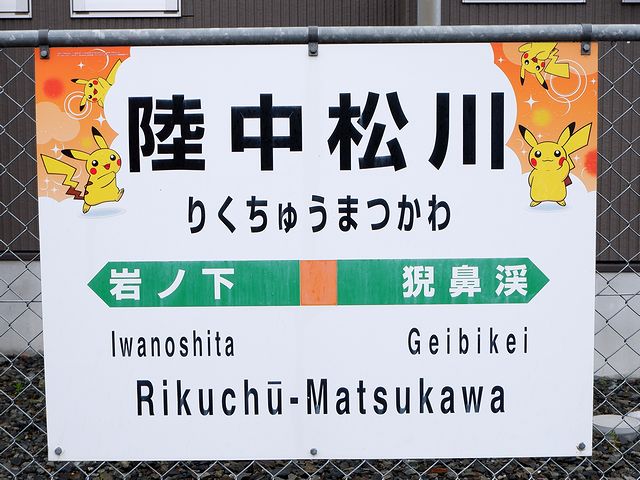 陸中松川
りくちゅうまつかわ
岩ノ下 猊鼻渓
Iwanoshita Geibikei
Rikuchū-Matsukawa